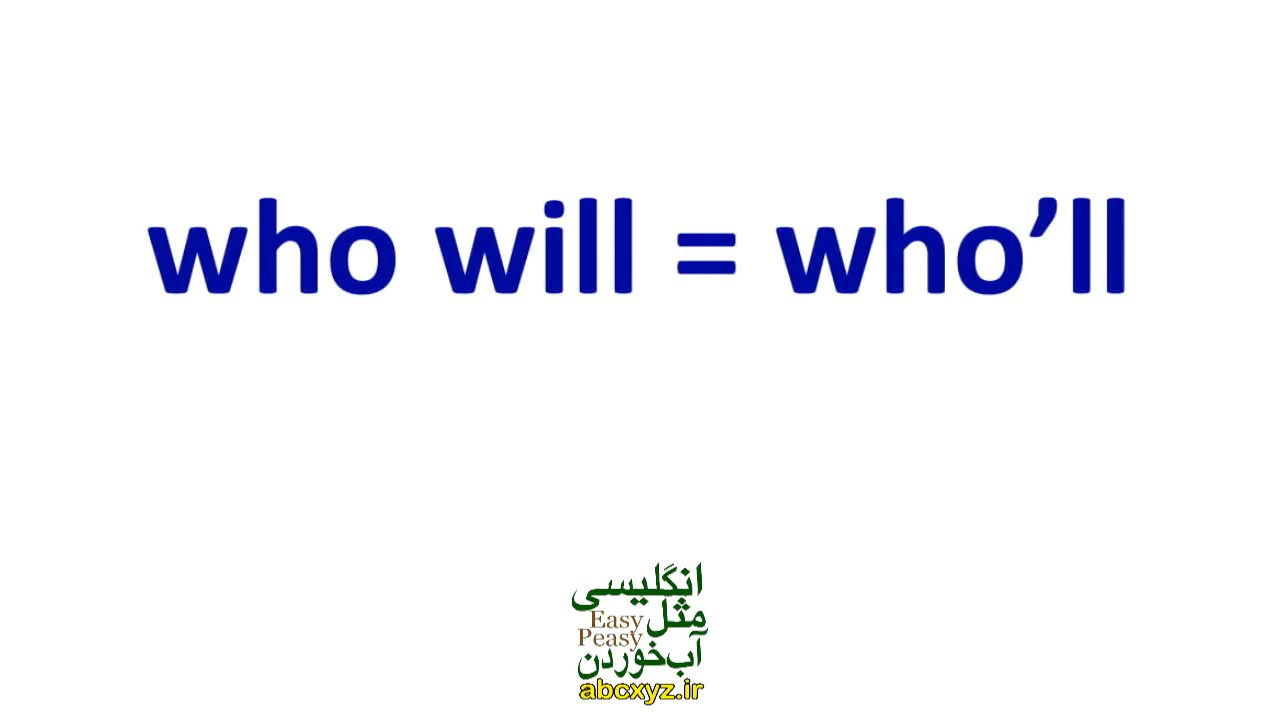 who will = who’ll
انگلیسی
مثل
Easy
Peasy
آب‌خوردن
abcxyz.ir